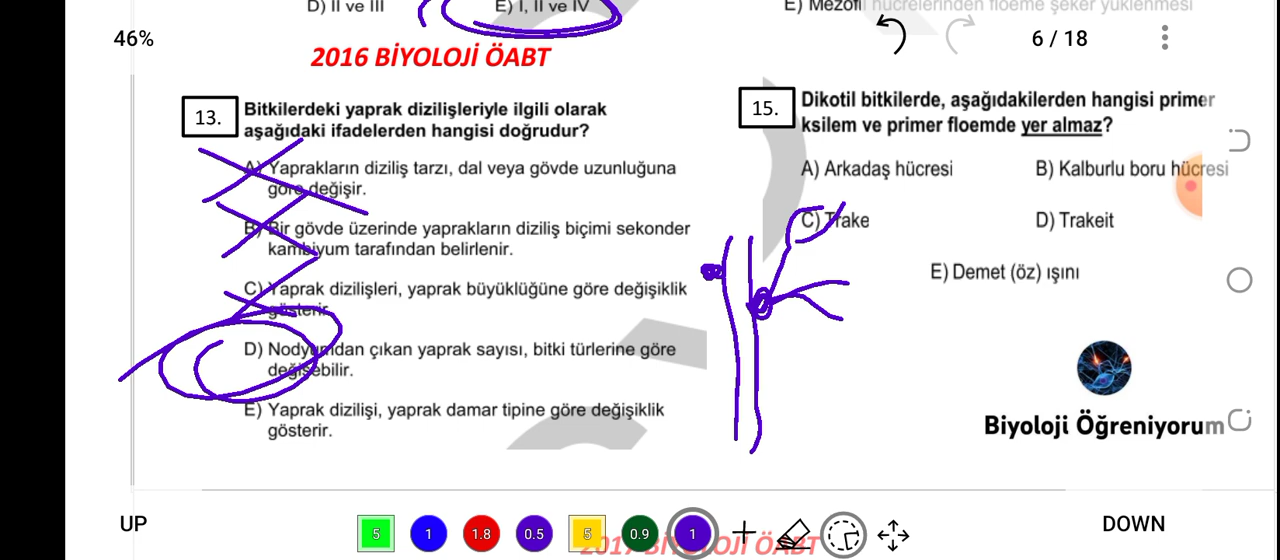 D) II ve III
E) I, II ve IV
E) Mezofil hücrelerinden floeme şeker yüklenmesi
46%
6 / 18
2016 BİYOLOJİ ÖABT
13.
Bitkilerdeki yaprak dizilişleriyle ilgili olarak
aşağıdaki ifadelerden hangisi doğrudur?
A) Yaprakların diziliş tarzı, dal veya gövde uzunluğuna
göre değişir.
B) Bir gövde üzerinde yaprakların diziliş biçimi sekonder
kambiyum tarafından belirlenir.
C) Yaprak dizilişleri, yaprak büyüklüğüne göre değişiklik
gösterir.
D) Nodyumdan çıkan yaprak sayısı, bitki türlerine göre
değişebilir.
E) Yaprak dizilişi, yaprak damar tipine göre değişiklik
gösterir.
15.
Dikotil bitkilerde, aşağıdakilerden hangisi primer
ksilem ve primer floemde yer almaz?
A) Arkadaş hücresi
B) Kalburlu boru hücresi
C) Trake
D) Trakeit
E) Demet (öz) ışını
Biyoloji Öğreniyorum
UP
5
1
1.8
0.5
5
0.9
1
DOWN
2017 BİYOLOJİ ÖABT